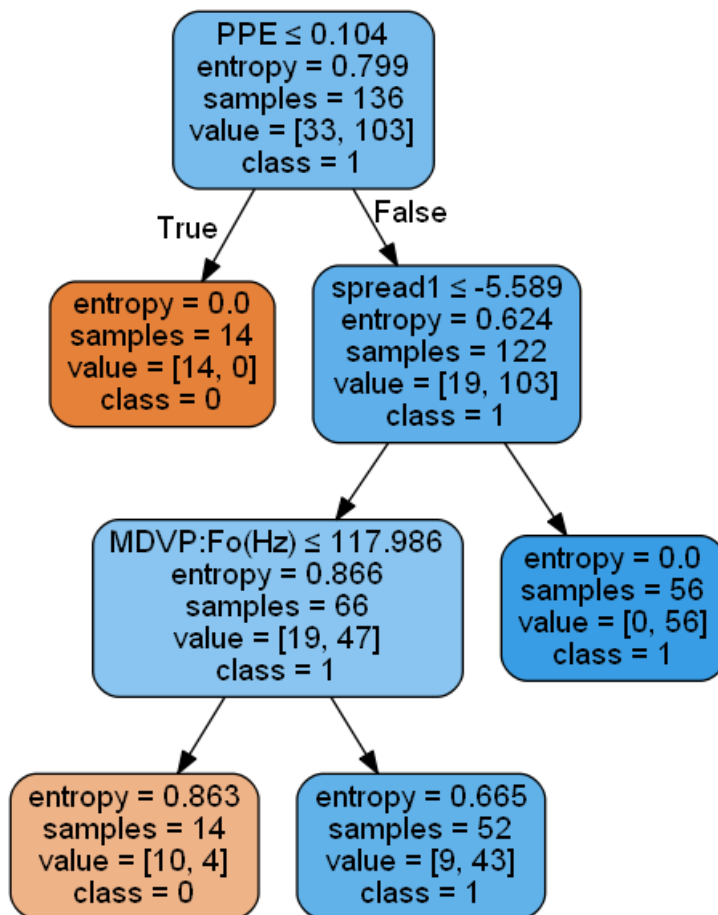 PPE ≤ 0.104
entropy = 0.799
samples = 136
value = [33, 103]
class = 1
True
False
entropy = 0.0
samples = 14
value = [14, 0]
class = 0
spread1 ≤ -5.589
entropy = 0.624
samples = 122
value = [19, 103]
class = 1
MDVP:Fo(Hz) ≤ 117.986
entropy = 0.866
samples = 66
value = [19, 47]
class = 1
entropy = 0.0
samples = 56
value = [0, 56]
class = 1
entropy = 0.863
samples = 14
value = [10, 4]
class = 0
entropy = 0.665
samples = 52
value = [9, 43]
class = 1